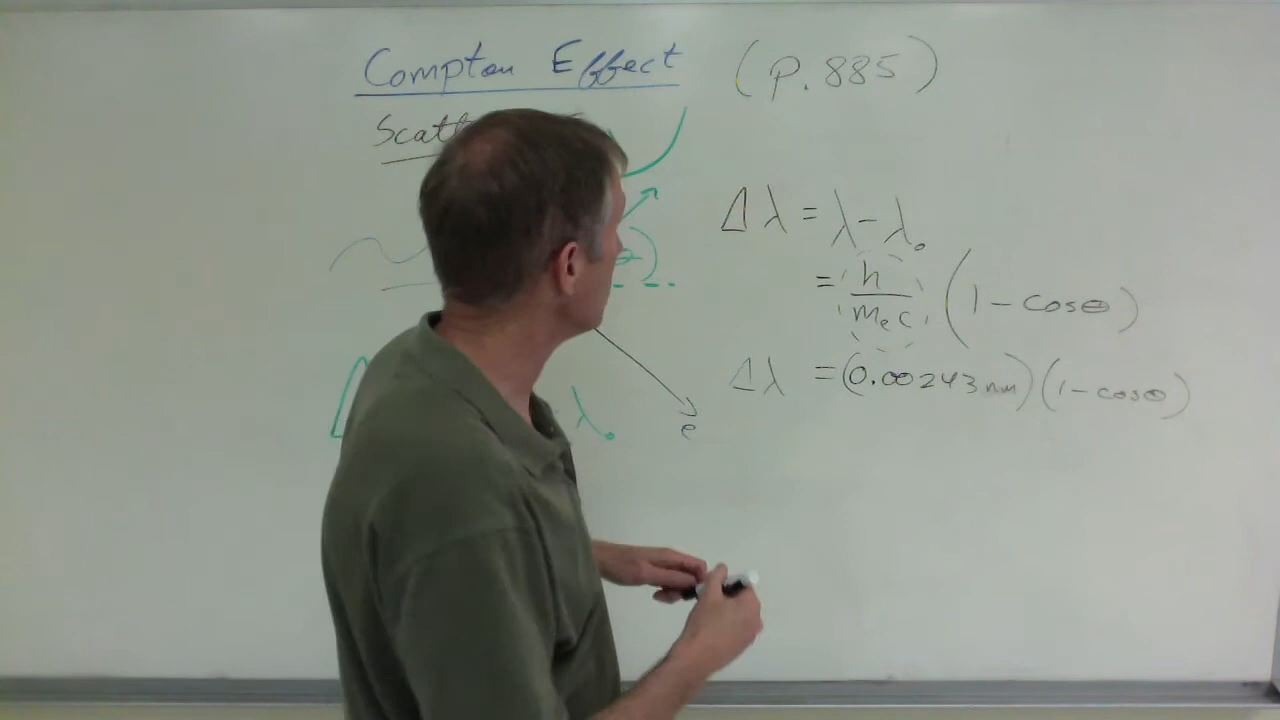 Compton Effect (p.885)
Δλ = λ - λ₀
= h / mₑc (1 - cosθ)
Δλ = (0.00243 nm)(1 - cosθ)
θ
λ₀
e